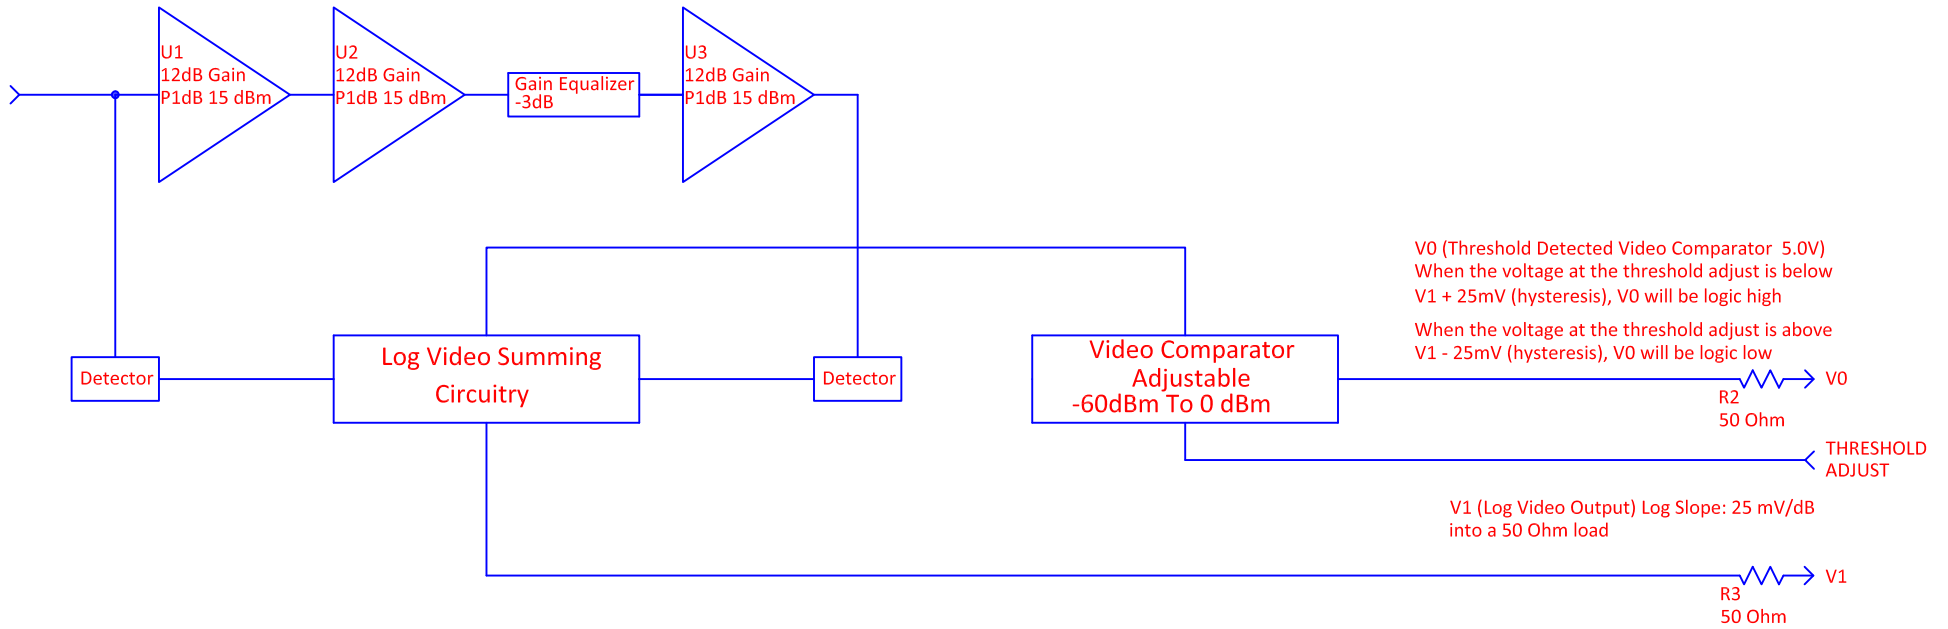 U1
12dB Gain
P1dB 15 dBm
U2
12dB Gain
P1dB 15 dBm
Gain Equalizer
-3dB
U3
12dB Gain
P1dB 15 dBm
V0 (Threshold Detected Video Comparator 5.0V)
When the voltage at the threshold adjust is below
V1 + 25mV (hysteresis), V0 will be logic high
When the voltage at the threshold adjust is above
V1 - 25mV (hysteresis), V0 will be logic low
Detector
Log Video Summing
Circuitry
Detector
Video Comparator
Adjustable
-60dBm To 0 dBm
V0
R2
50 Ohm
THRESHOLD
ADJUST
V1 (Log Video Output) Log Slope: 25 mV/dB
into a 50 Ohm load
V1
R3
50 Ohm